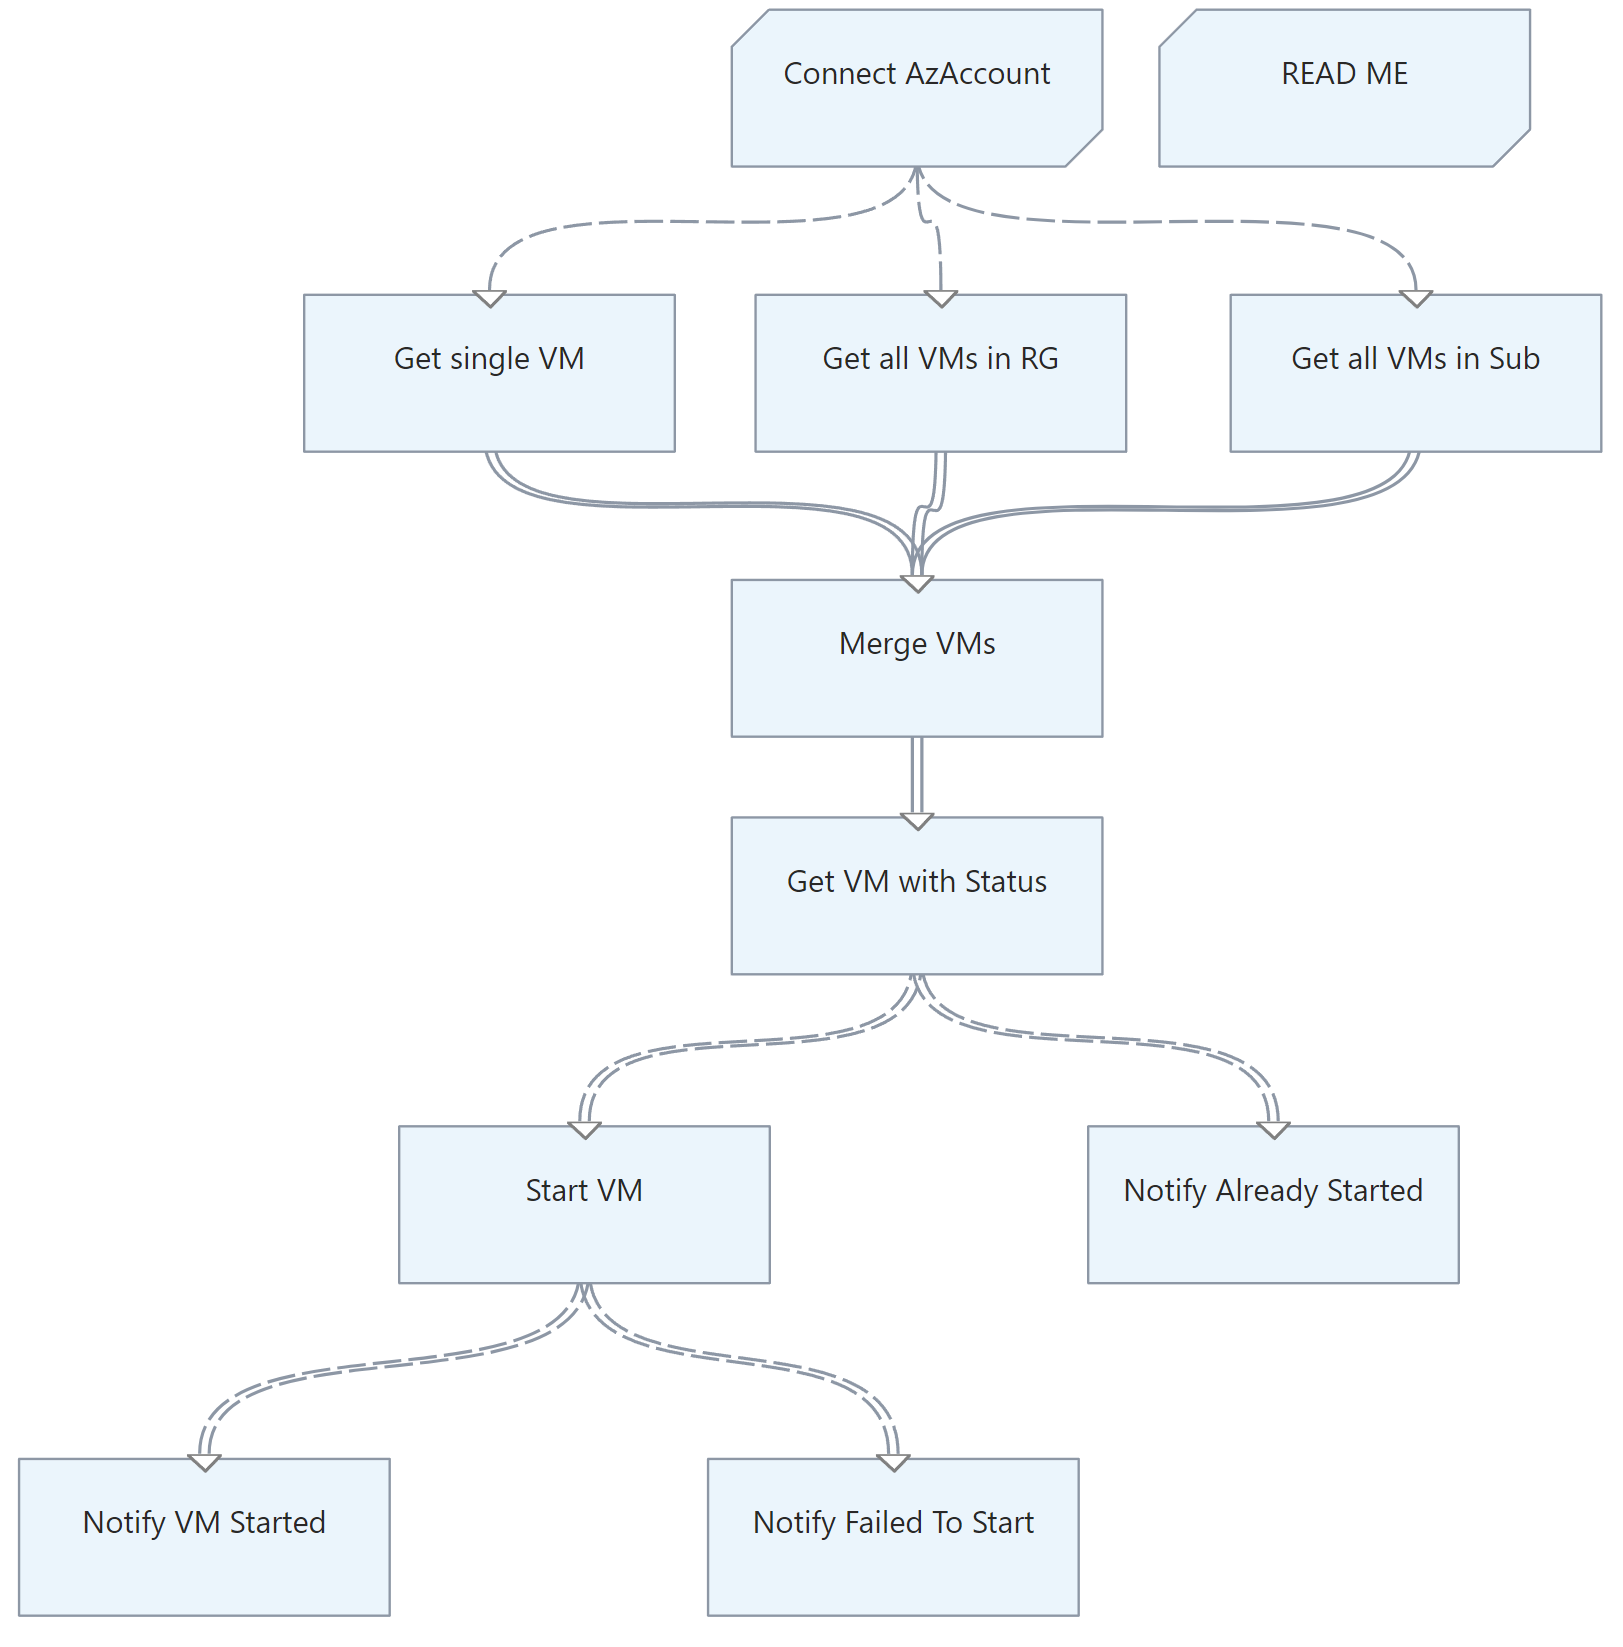 Connect AzAccount
READ ME
Get single VM
Get all VMs in RG
Get all VMs in Sub
Merge VMs
Get VM with Status
Start VM
Notify Already Started
Notify VM Started
Notify Failed To Start